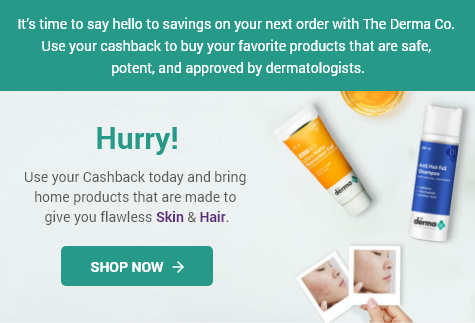 It's time to say hello to savings on your next order with The Derma Co.
Use your cashback to buy your favorite products that are safe,
potent, and approved by dermatologists.
Hurry!
Use your Cashback today and bring
home products that are made to
give you flawless Skin & Hair.
SHOP NOW →
derma
Anti Hair Fall
Shampoo
derma